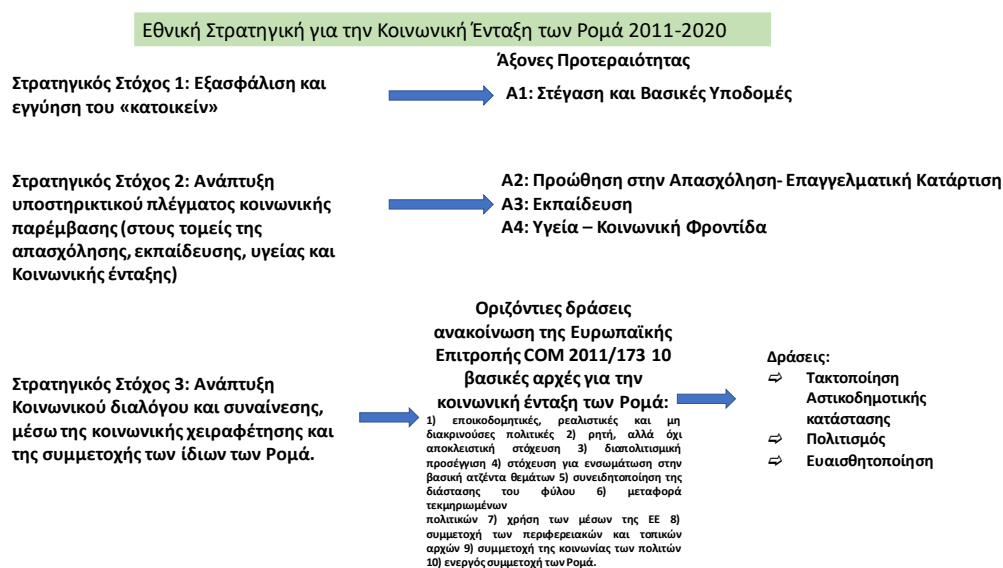 Εθνική Στρατηγική για την Κοινωνική Ένταξη των Ρομά 2011-2020
Άξονες Προτεραιότητας
Στρατηγικός Στόχος 1: Εξασφάλιση και
εγγύηση του «κατοικείν»
Α1: Στέγαση και Βασικές Υποδομές
Στρατηγικός Στόχος 2: Ανάπτυξη
υποστηρικτικού πλέγματος κοινωνικής
παρέμβασης (στους τομείς της
απασχόλησης, εκπαίδευσης, υγείας και
Κοινωνικής ένταξης)
Α2: Προώθηση στην Απασχόληση- Επαγγελματική Κατάρτιση
Α3: Εκπαίδευση
Α4: Υγεία – Κοινωνική Φροντίδα
Στρατηγικός Στόχος 3: Ανάπτυξη
Κοινωνικού διαλόγου και συναίνεσης,
μέσω της κοινωνικής χειραφέτησης και
της συμμετοχής των ίδιων των Ρομά.
Οριζόντιες δράσεις
ανακοίνωση της Ευρωπαϊκής
Επιτροπής COM 2011/173 10
βασικές αρχές για την
κοινωνική ένταξη των Ρομά:
1) εποικοδομητικές, ρεαλιστικές και μη
διακρινούσες πολιτικές 2) ρητή, αλλά όχι
αποκλειστική στόχευση 3) διαπολιτισμική
προσέγγιση 4) στόχευση για ενσωμάτωση στην
βασική ατζέντα θεμάτων 5) συνειδητοποίηση της
διάστασης του φύλου 6) μεταφορά
τεκμηριωμένων
πολιτικών 7) χρήση των μέσων της ΕΕ 8)
συμμετοχή των περιφερειακών και τοπικών
αρχών 9) συμμετοχή της κοινωνίας των πολιτών
10) ενεργός συμμετοχή των Ρομά.
Δράσεις:
⇨ Τακτοποίηση
Αστικοδημοτικής
κατάστασης
⇨ Πολιτισμός
⇨ Ευαισθητοποίηση